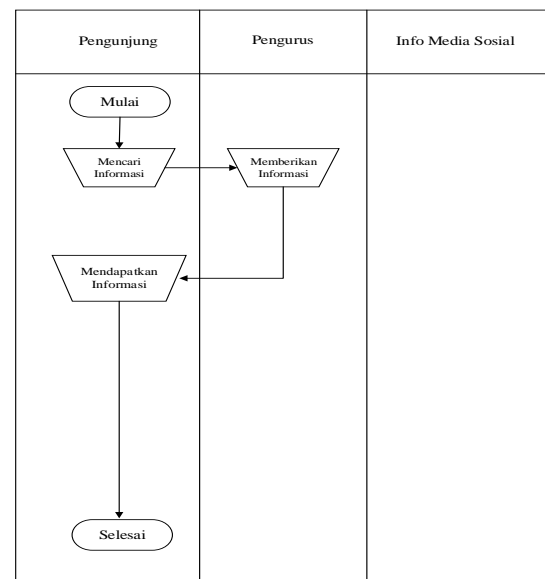 Pengunjung
Pengurus
Info Media Sosial
Mulai
Mencari
Informasi
Memberikan
Informasi
Mendapatkan
Informasi
Selesai